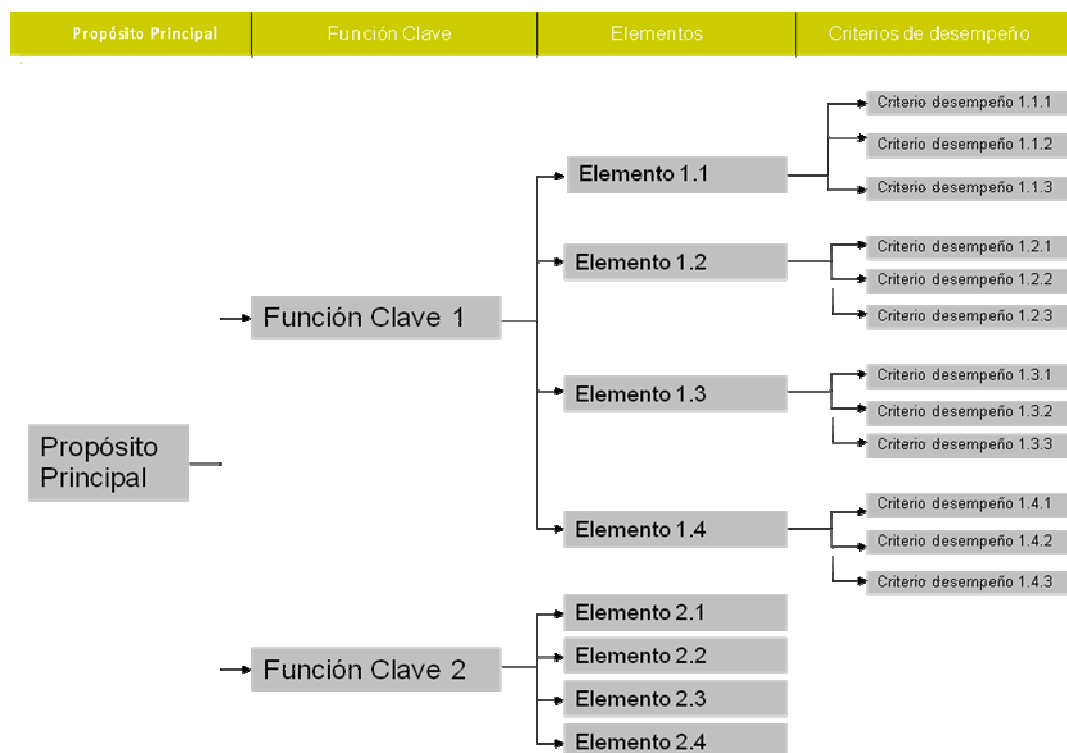 Propósito Principal
Función Clave
Elementos
Criterios de desempeño
Criterio desempeño 1.1.1
Criterio desempeño 1.1.2
Elemento 1.1
Criterio desempeño 1.1.3
Criterio desempeño 1.2.1
Elemento 1.2
Criterio desempeño 1.2.2
Función Clave 1
Criterio desempeño 1.2.3
Criterio desempeño 1.3.1
Elemento 1.3
Criterio desempeño 1.3.2
Criterio desempeño 1.3.3
Propósito
Principal
Criterio desempeño 1.4.1
Elemento 1.4
Criterio desempeño 1.4.2
Criterio desempeño 1.4.3
Elemento 2.1
Función Clave 2
Elemento 2.2
Elemento 2.3
Elemento 2.4